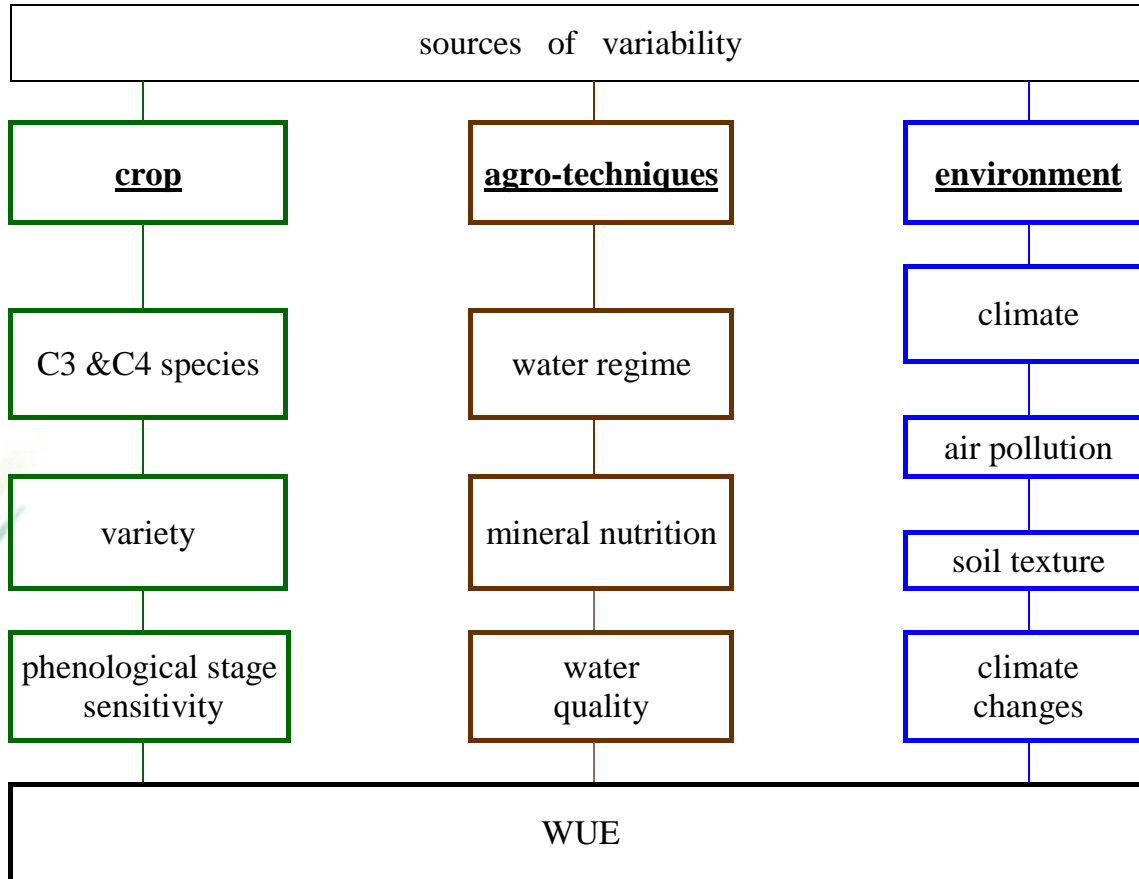 sources of variability
crop
agro-techniques
environment
C3 &C4 species
water regime
climate
air pollution
variety
mineral nutrition
soil texture
phenological stage
sensitivity
water
quality
climate
changes
WUE